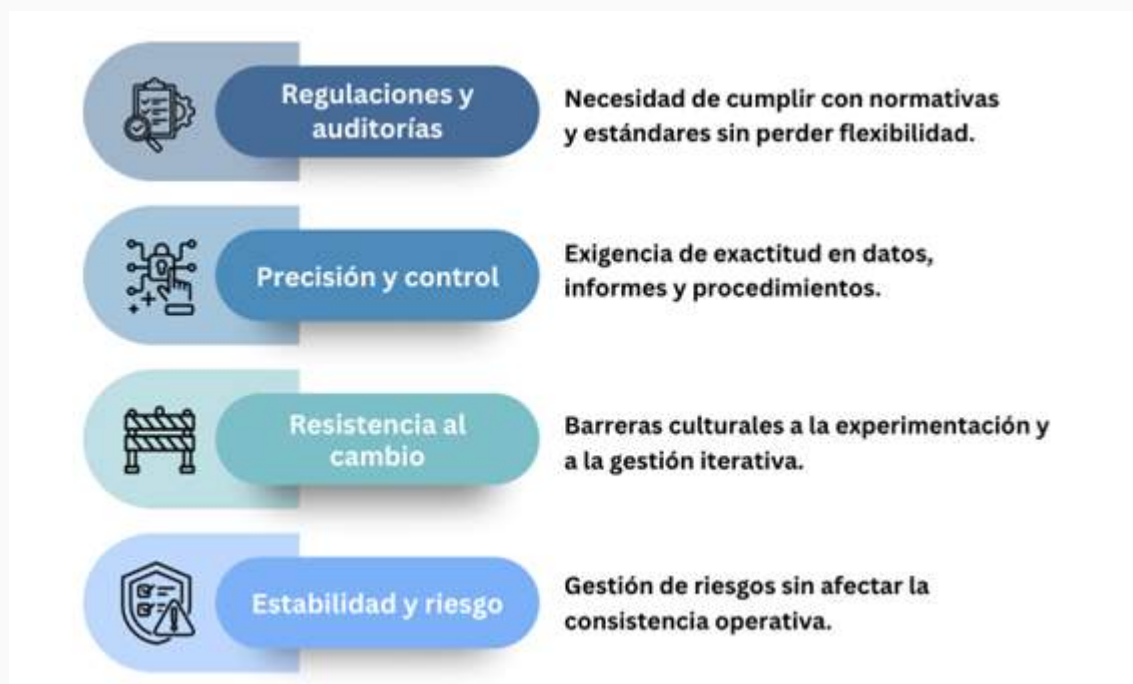 Regulaciones y
auditorías
Necesidad de cumplir con normativas
y estándares sin perder flexibilidad.
Precisión y control
Exigencia de exactitud en datos,
informes y procedimientos.
Resistencia al
cambio
Barreras culturales a la experimentación y
a la gestión iterativa.
Estabilidad y riesgo
Gestión de riesgos sin afectar la
consistencia operativa.